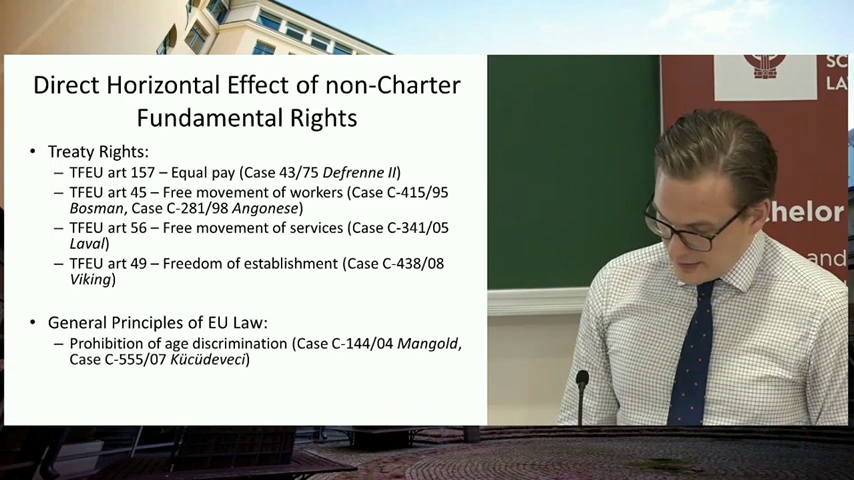 Direct Horizontal Effect of non-Charter
Fundamental Rights
• Treaty Rights:
– TFEU art 157 – Equal pay (Case 43/75 Defrenne II)
– TFEU art 45 – Free movement of workers (Case C-415/95
Bosman, Case C-281/98 Angonese)
– TFEU art 56 – Free movement of services (Case C-341/05
Laval)
– TFEU art 49 – Freedom of establishment (Case C-438/08
Viking)
• General Principles of EU Law:
– Prohibition of age discrimination (Case C-144/04 Mangold,
Case C-555/07 Kücüdeveci)
SC
LA
helor
and